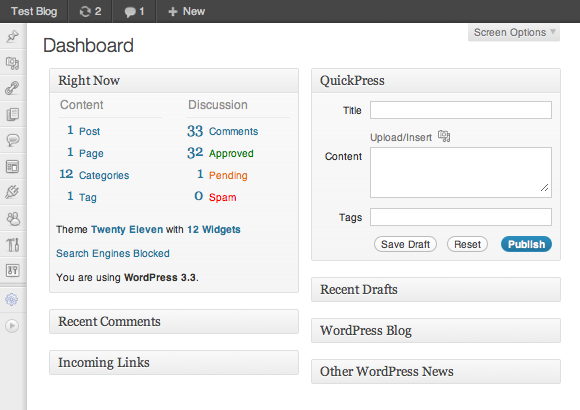 Test Blog 2 1 + New
Screen Options ▼
Dashboard
Right Now
Content Discussion
1 Post 33 Comments
1 Page 32 Approved
12 Categories 1 Pending
1 Tag 0 Spam
Theme Twenty Eleven with 12 Widgets
Search Engines Blocked
You are using WordPress 3.3.
Recent Comments
Incoming Links
QuickPress
Title
Upload/Insert
Content
Tags
Save Draft Reset Publish
Recent Drafts
WordPress Blog
Other WordPress News